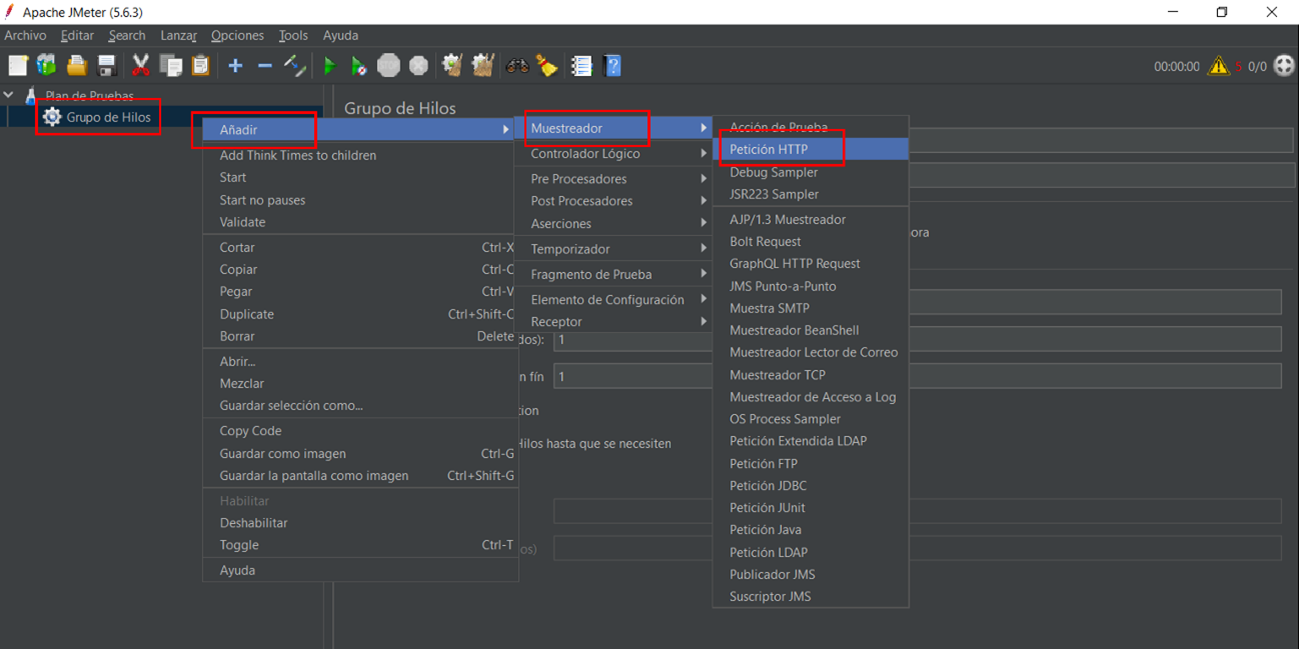 Apache JMeter (5.6.3)
Archivo Editar Search Lanzar Opciones Tools Ayuda
00:00:00 5 0/0
Plan de Pruebas
Grupo de Hilos
Grupo de Hilos
Añadir
Add Think Times to children
Start
Start no pauses
Validate
Cortar Ctrl-X
Copiar Ctrl-C
Pegar Ctrl-V
Duplicate Ctrl+Shift-C
Borrar Delete
Abrir...
Mezclar
Guardar selección como...
Copy Code
Guardar como imagen Ctrl-G
Guardar la pantalla como imagen Ctrl+Shift-G
Habilitar
Deshabilitar
Toggle Ctrl-T
Ayuda
Muestreador
Controlador Lógico
Pre Procesadores
Post Procesadores
Aserciones
Temporizador
Fragmento de Prueba
Elemento de Configuración
Receptor
dos): 1
n fín 1
tion
Hilos hasta que se necesiten
os)
Acción de Prueba
Petición HTTP
Debug Sampler
JSR223 Sampler
AJP/1.3 Muestreador
Bolt Request
GraphQL HTTP Request
JMS Punto-a-Punto
Muestra SMTP
Muestreador BeanShell
Muestreador Lector de Correo
Muestreador TCP
Muestreador de Acceso a Log
OS Process Sampler
Petición Extendida LDAP
Petición FTP
Petición JDBC
Petición JUnit
Petición Java
Petición LDAP
Publicador JMS
Suscriptor JMS
ora